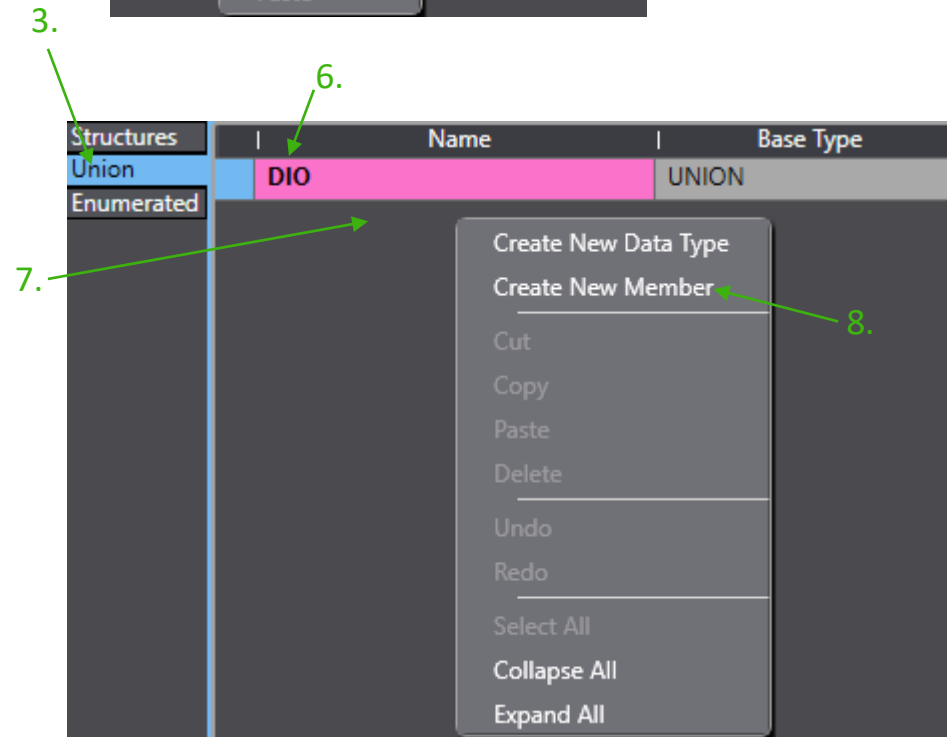 3.
6.
Structures | Name | Base Type
Union DIO UNION
Enumerated
Create New Data Type
7.
Create New Member
8.
Cut
Copy
Paste
Delete
Undo
Redo
Select All
Collapse All
Expand All